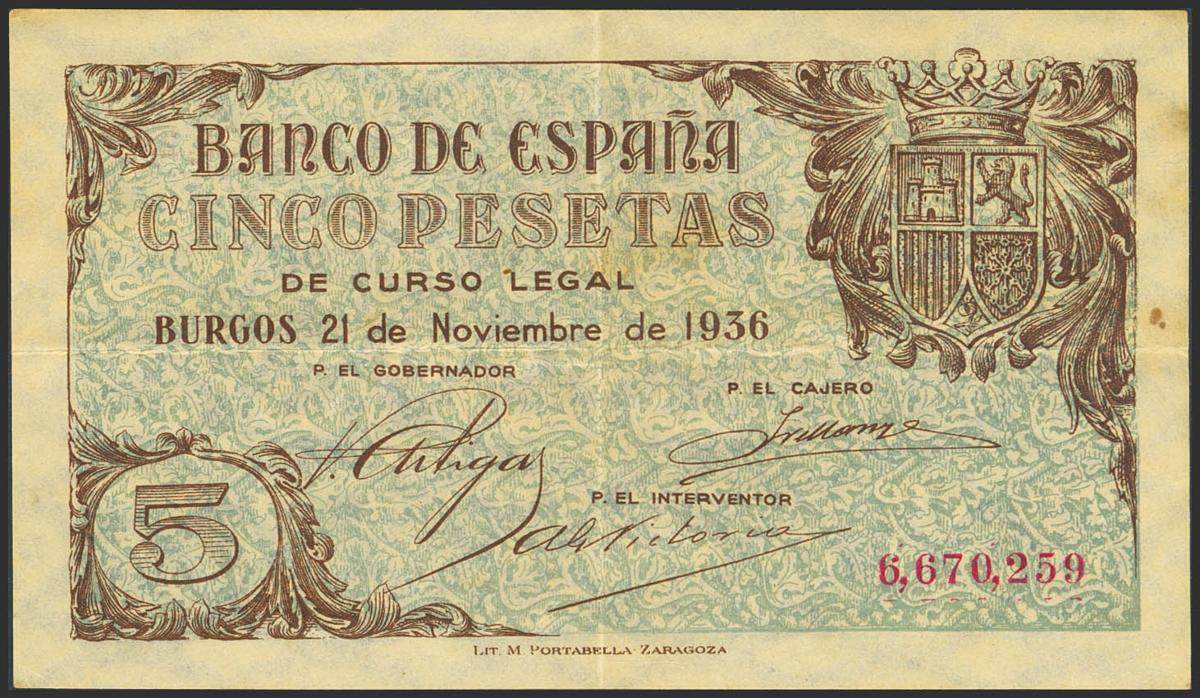 BANCO DE ESPAÑA
CINCO PESETAS
DE CURSO LEGAL
BURGOS 21 de Noviembre de 1936
P. EL GOBERNADOR
P. EL CAJERO
P. EL INTERVENTOR
5
6,670,259
LIT. M. PORTABELLA-ZARAGOZA